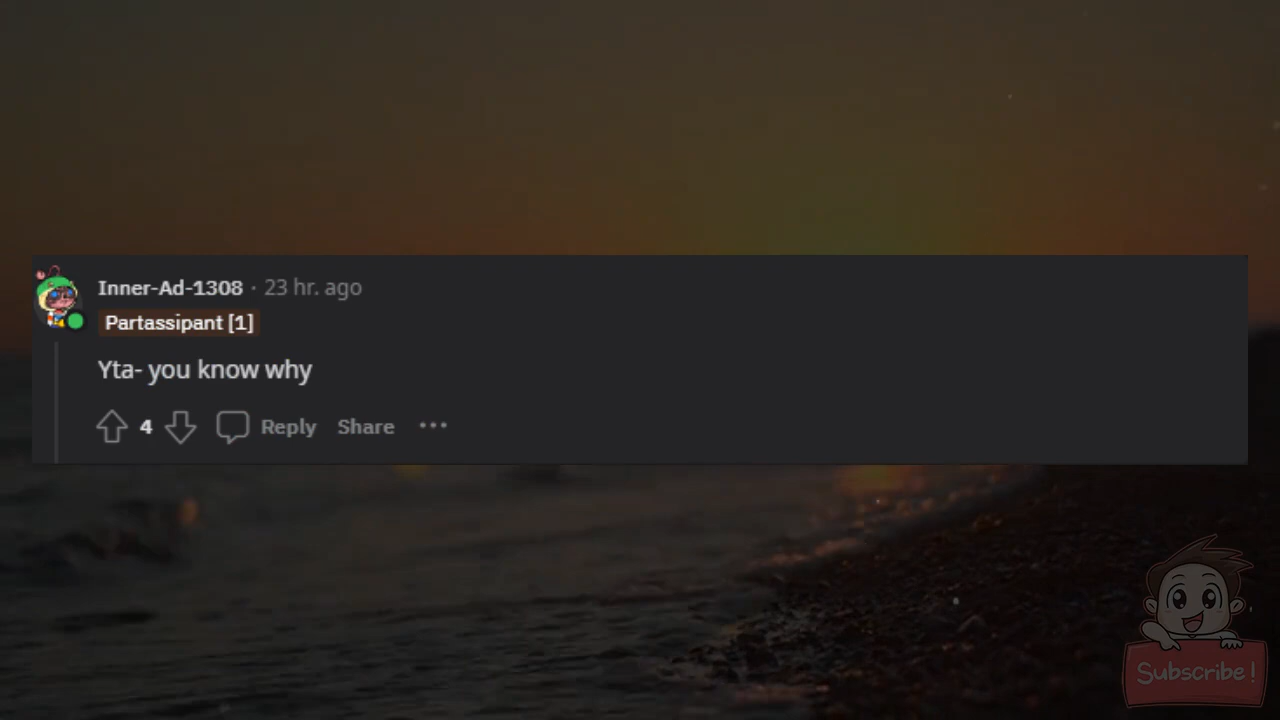 Inner-Ad-1308 · 23 hr. ago
Partassipant [1]
Yta- you know why
4 Reply Share ···
Subscribe!